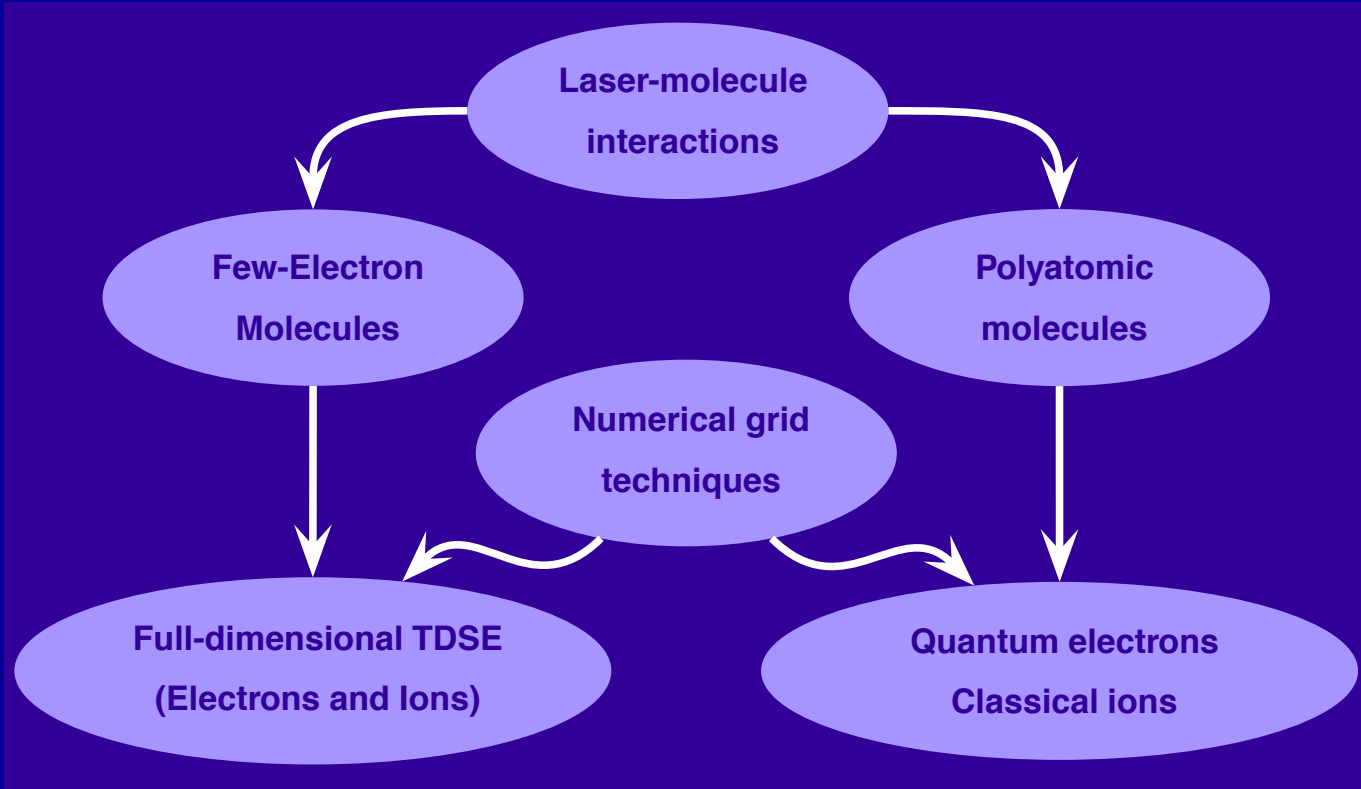 Laser-molecule
interactions
Few-Electron
Molecules
Polyatomic
molecules
Numerical grid
techniques
Full-dimensional TDSE
(Electrons and Ions)
Quantum electrons
Classical ions